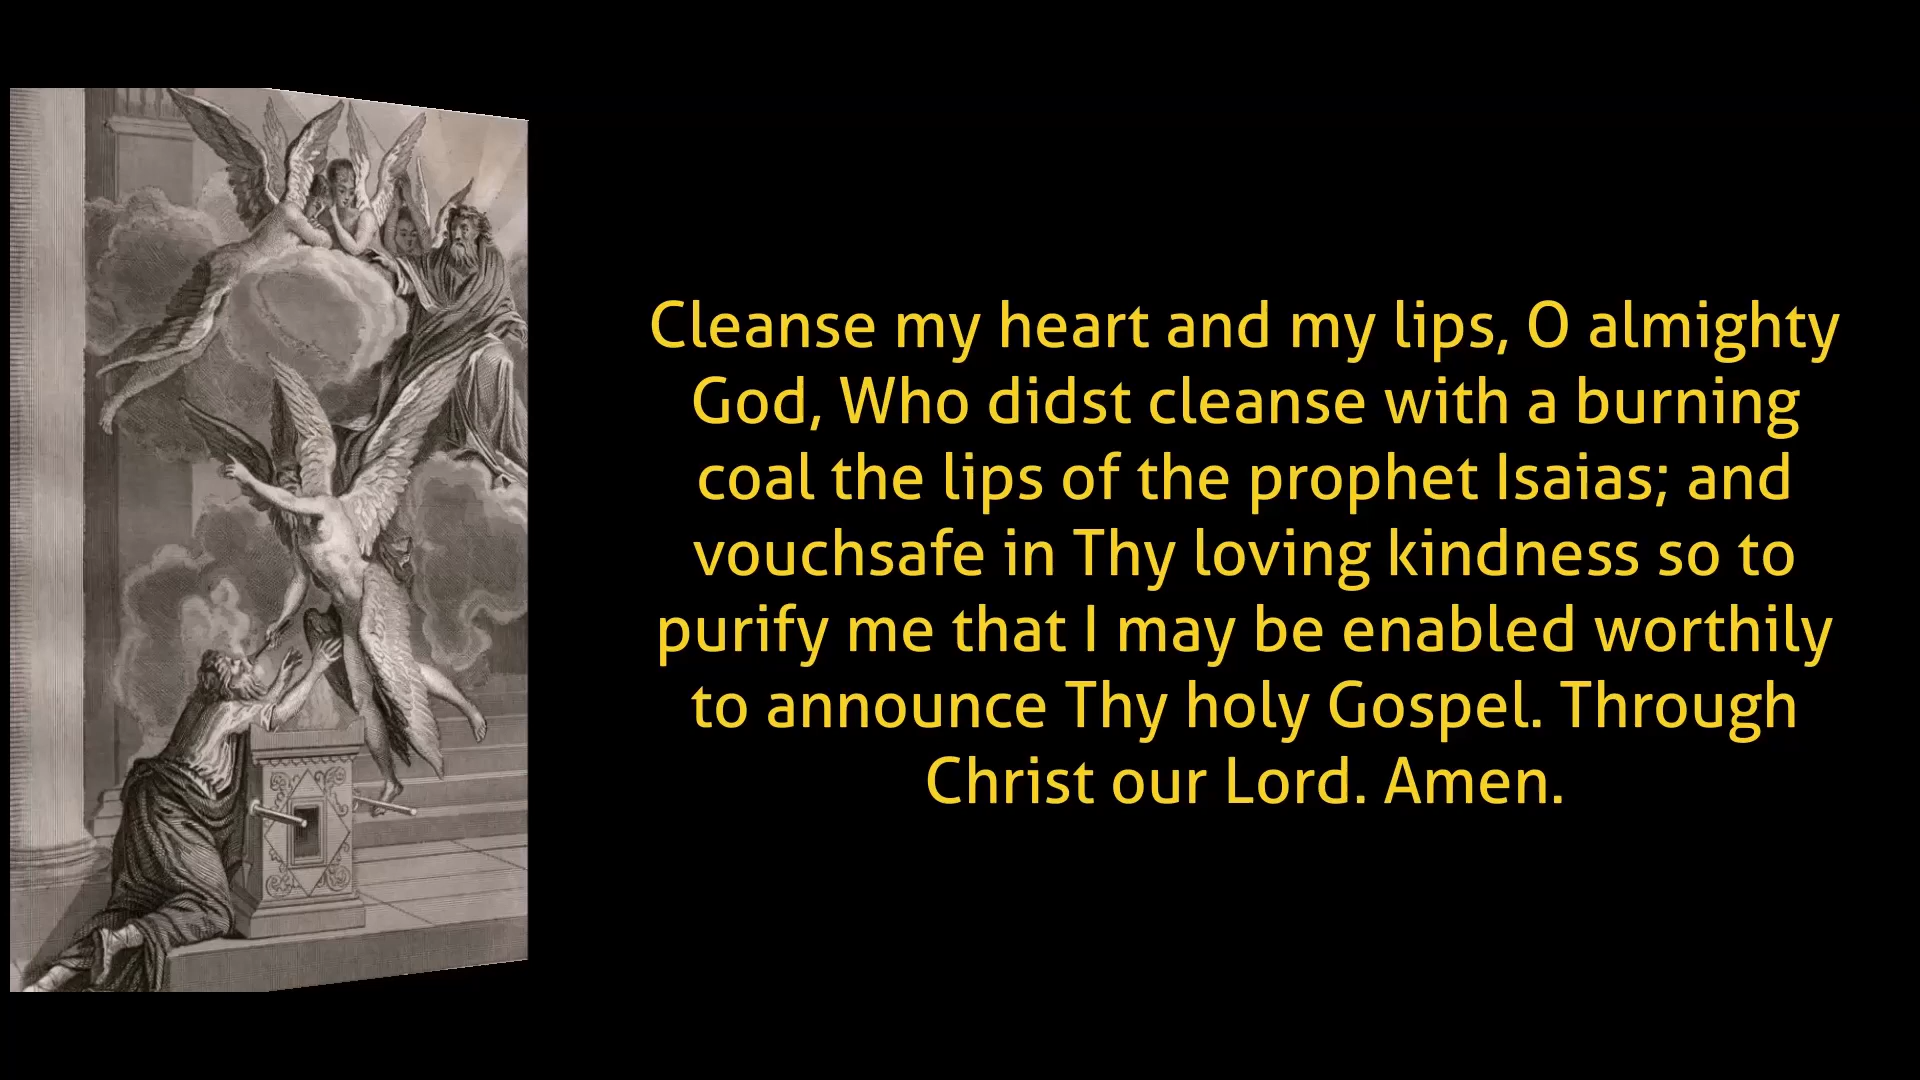 Cleanse my heart and my lips, O almighty
God, Who didst cleanse with a burning
coal the lips of the prophet Isaias; and
vouchsafe in Thy loving kindness so to
purify me that I may be enabled worthily
to announce Thy holy Gospel. Through
Christ our Lord. Amen.